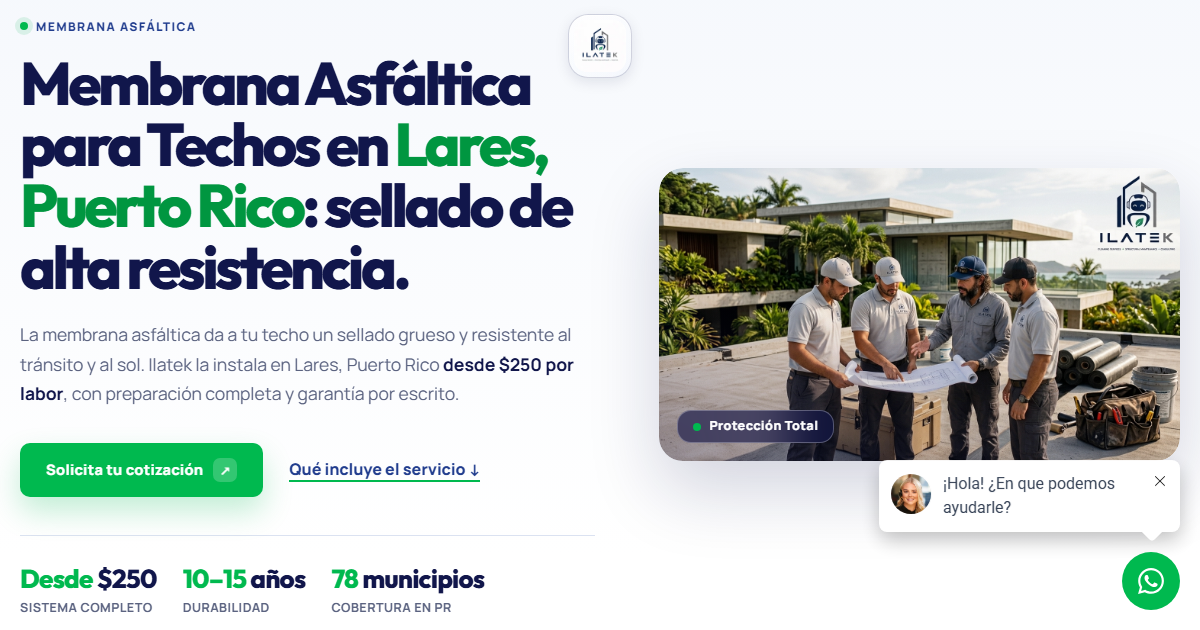 MEMBRANA ASFÁLTICA
ILATEK
Membrana Asfáltica
para Techos en Lares,
Puerto Rico: sellado de
alta resistencia.
La membrana asfáltica da a tu techo un sellado grueso y resistente al
tránsito y al sol. Ilatek la instala en Lares, Puerto Rico desde $250 por
labor, con preparación completa y garantía por escrito.
Solicita tu cotización ↗
Qué incluye el servicio ↓
Desde $250
SISTEMA COMPLETO
10–15 años
DURABILIDAD
78 municipios
COBERTURA EN PR
ILATEK
Protección Total
¡Hola! ¿En que podemos
ayudarle?